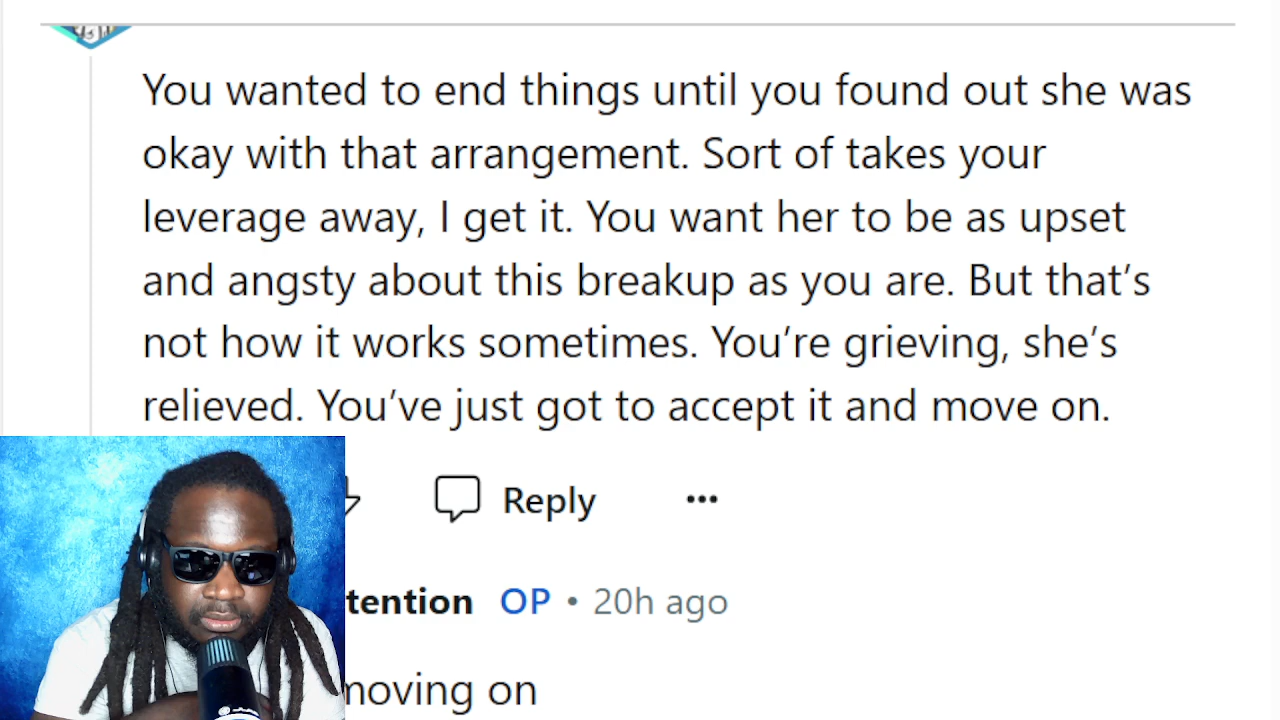 You wanted to end things until you found out she was
okay with that arrangement. Sort of takes your
leverage away, I get it. You want her to be as upset
and angsty about this breakup as you are. But that’s
not how it works sometimes. You’re grieving, she’s
relieved. You’ve just got to accept it and move on.
Reply
tention OP • 20h ago
moving on